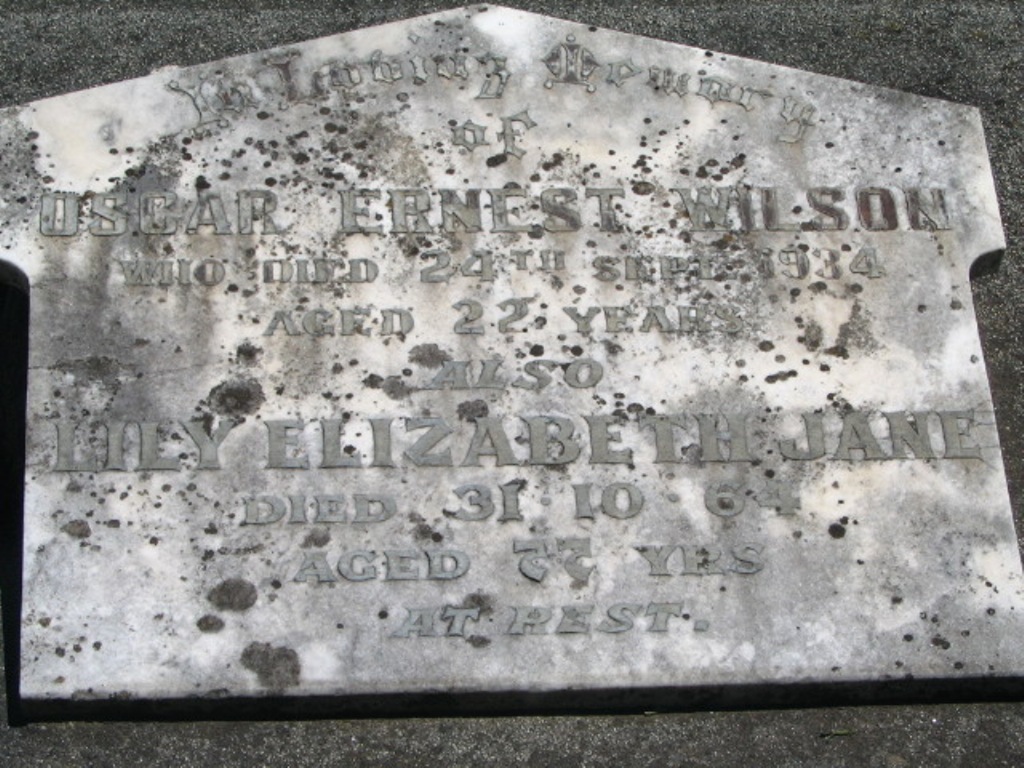 In Loving Memory
of
OSCAR ERNEST WILSON
WHO DIED 24TH SEPT 1934
AGED 22 YEARS
ALSO
LILY ELIZABETH JANE
DIED 31 10 64
AGED 77 YRS
AT REST.